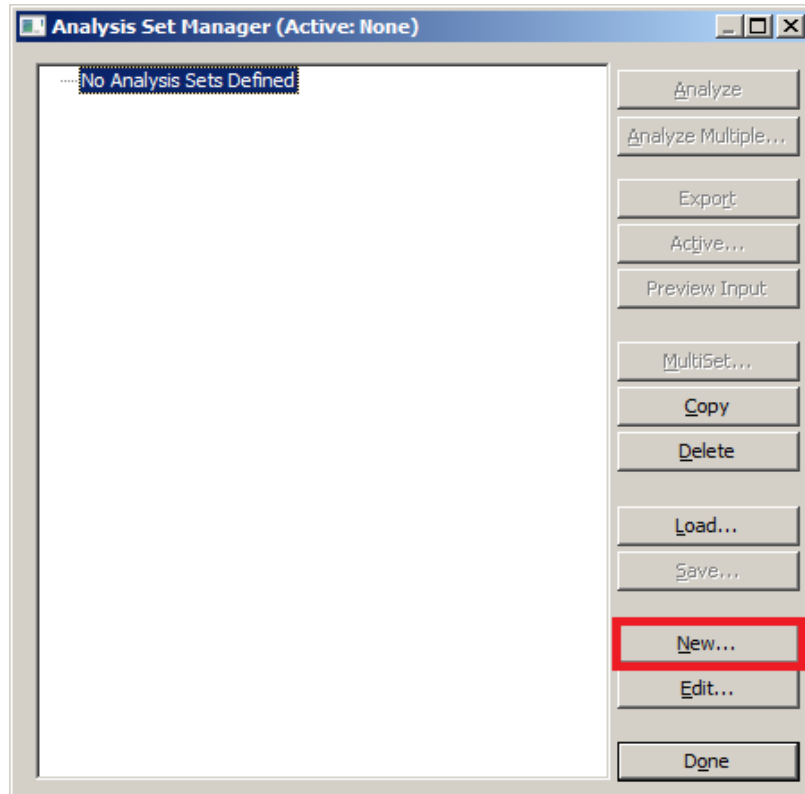 Analysis Set Manager (Active: None)
No Analysis Sets Defined
Analyze
Analyze Multiple...
Export
Active...
Preview Input
MultiSet...
Copy
Delete
Load...
Save...
New...
Edit...
Done